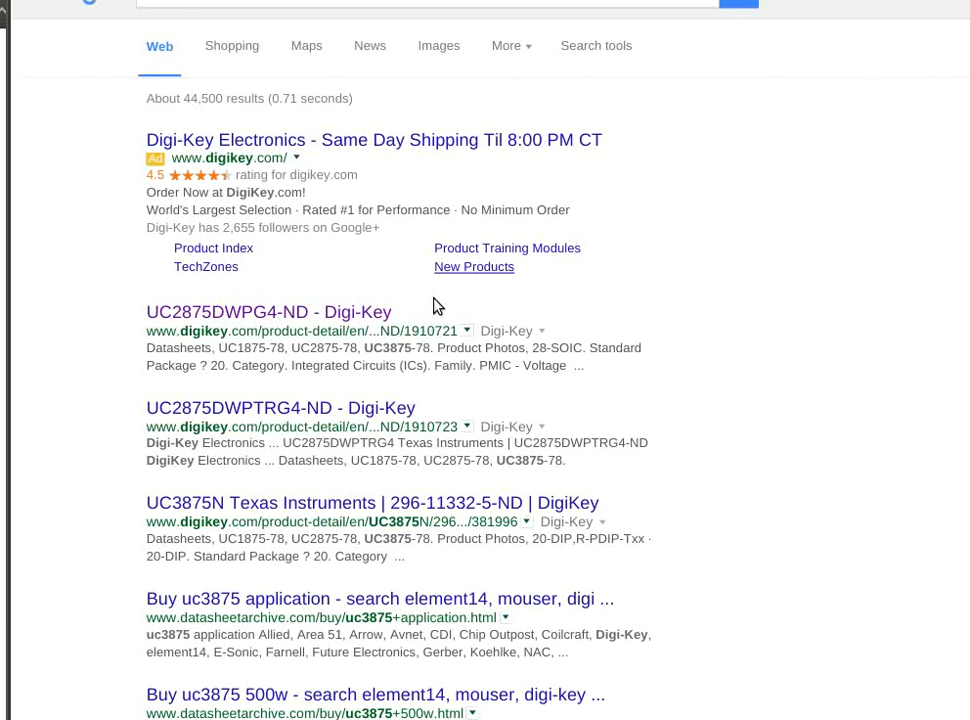 Web Shopping Maps News Images More Search tools
About 44,500 results (0.71 seconds)
Digi-Key Electronics - Same Day Shipping Til 8:00 PM CT
Ad www.digikey.com/
4.5 ★★★★★ rating for digikey.com
Order Now at DigiKey.com!
World's Largest Selection · Rated #1 for Performance · No Minimum Order
Digi-Key has 2,655 followers on Google+
Product Index Product Training Modules
TechZones New Products
UC2875DWPG4-ND - Digi-Key
www.digikey.com/product-detail/en/...ND/1910721 Digi-Key
Datasheets, UC1875-78, UC2875-78, UC3875-78. Product Photos, 28-SOIC. Standard
Package ? 20. Category. Integrated Circuits (ICs). Family. PMIC - Voltage ...
UC2875DWPTRG4-ND - Digi-Key
www.digikey.com/product-detail/en/...ND/1910723 Digi-Key
Digi-Key Electronics ... UC2875DWPTRG4 Texas Instruments | UC2875DWPTRG4-ND
DigiKey Electronics ... Datasheets, UC1875-78, UC2875-78, UC3875-78.
UC3875N Texas Instruments | 296-11332-5-ND | DigiKey
www.digikey.com/product-detail/en/UC3875N/296.../381996 Digi-Key
Datasheets, UC1875-78, UC2875-78, UC3875-78. Product Photos, 20-DIP,R-PDIP-Txx ·
20-DIP. Standard Package ? 20. Category ...
Buy uc3875 application - search element14, mouser, digi ...
www.datasheetarchive.com/buy/uc3875+application.html
uc3875 application Allied, Area 51, Arrow, Avnet, CDI, Chip Outpost, Coilcraft, Digi-Key,
element14, E-Sonic, Farnell, Future Electronics, Gerber, Koehlke, NAC, ...
Buy uc3875 500w - search element14, mouser, digi-key ...
www.datasheetarchive.com/buy/uc3875+500w.html